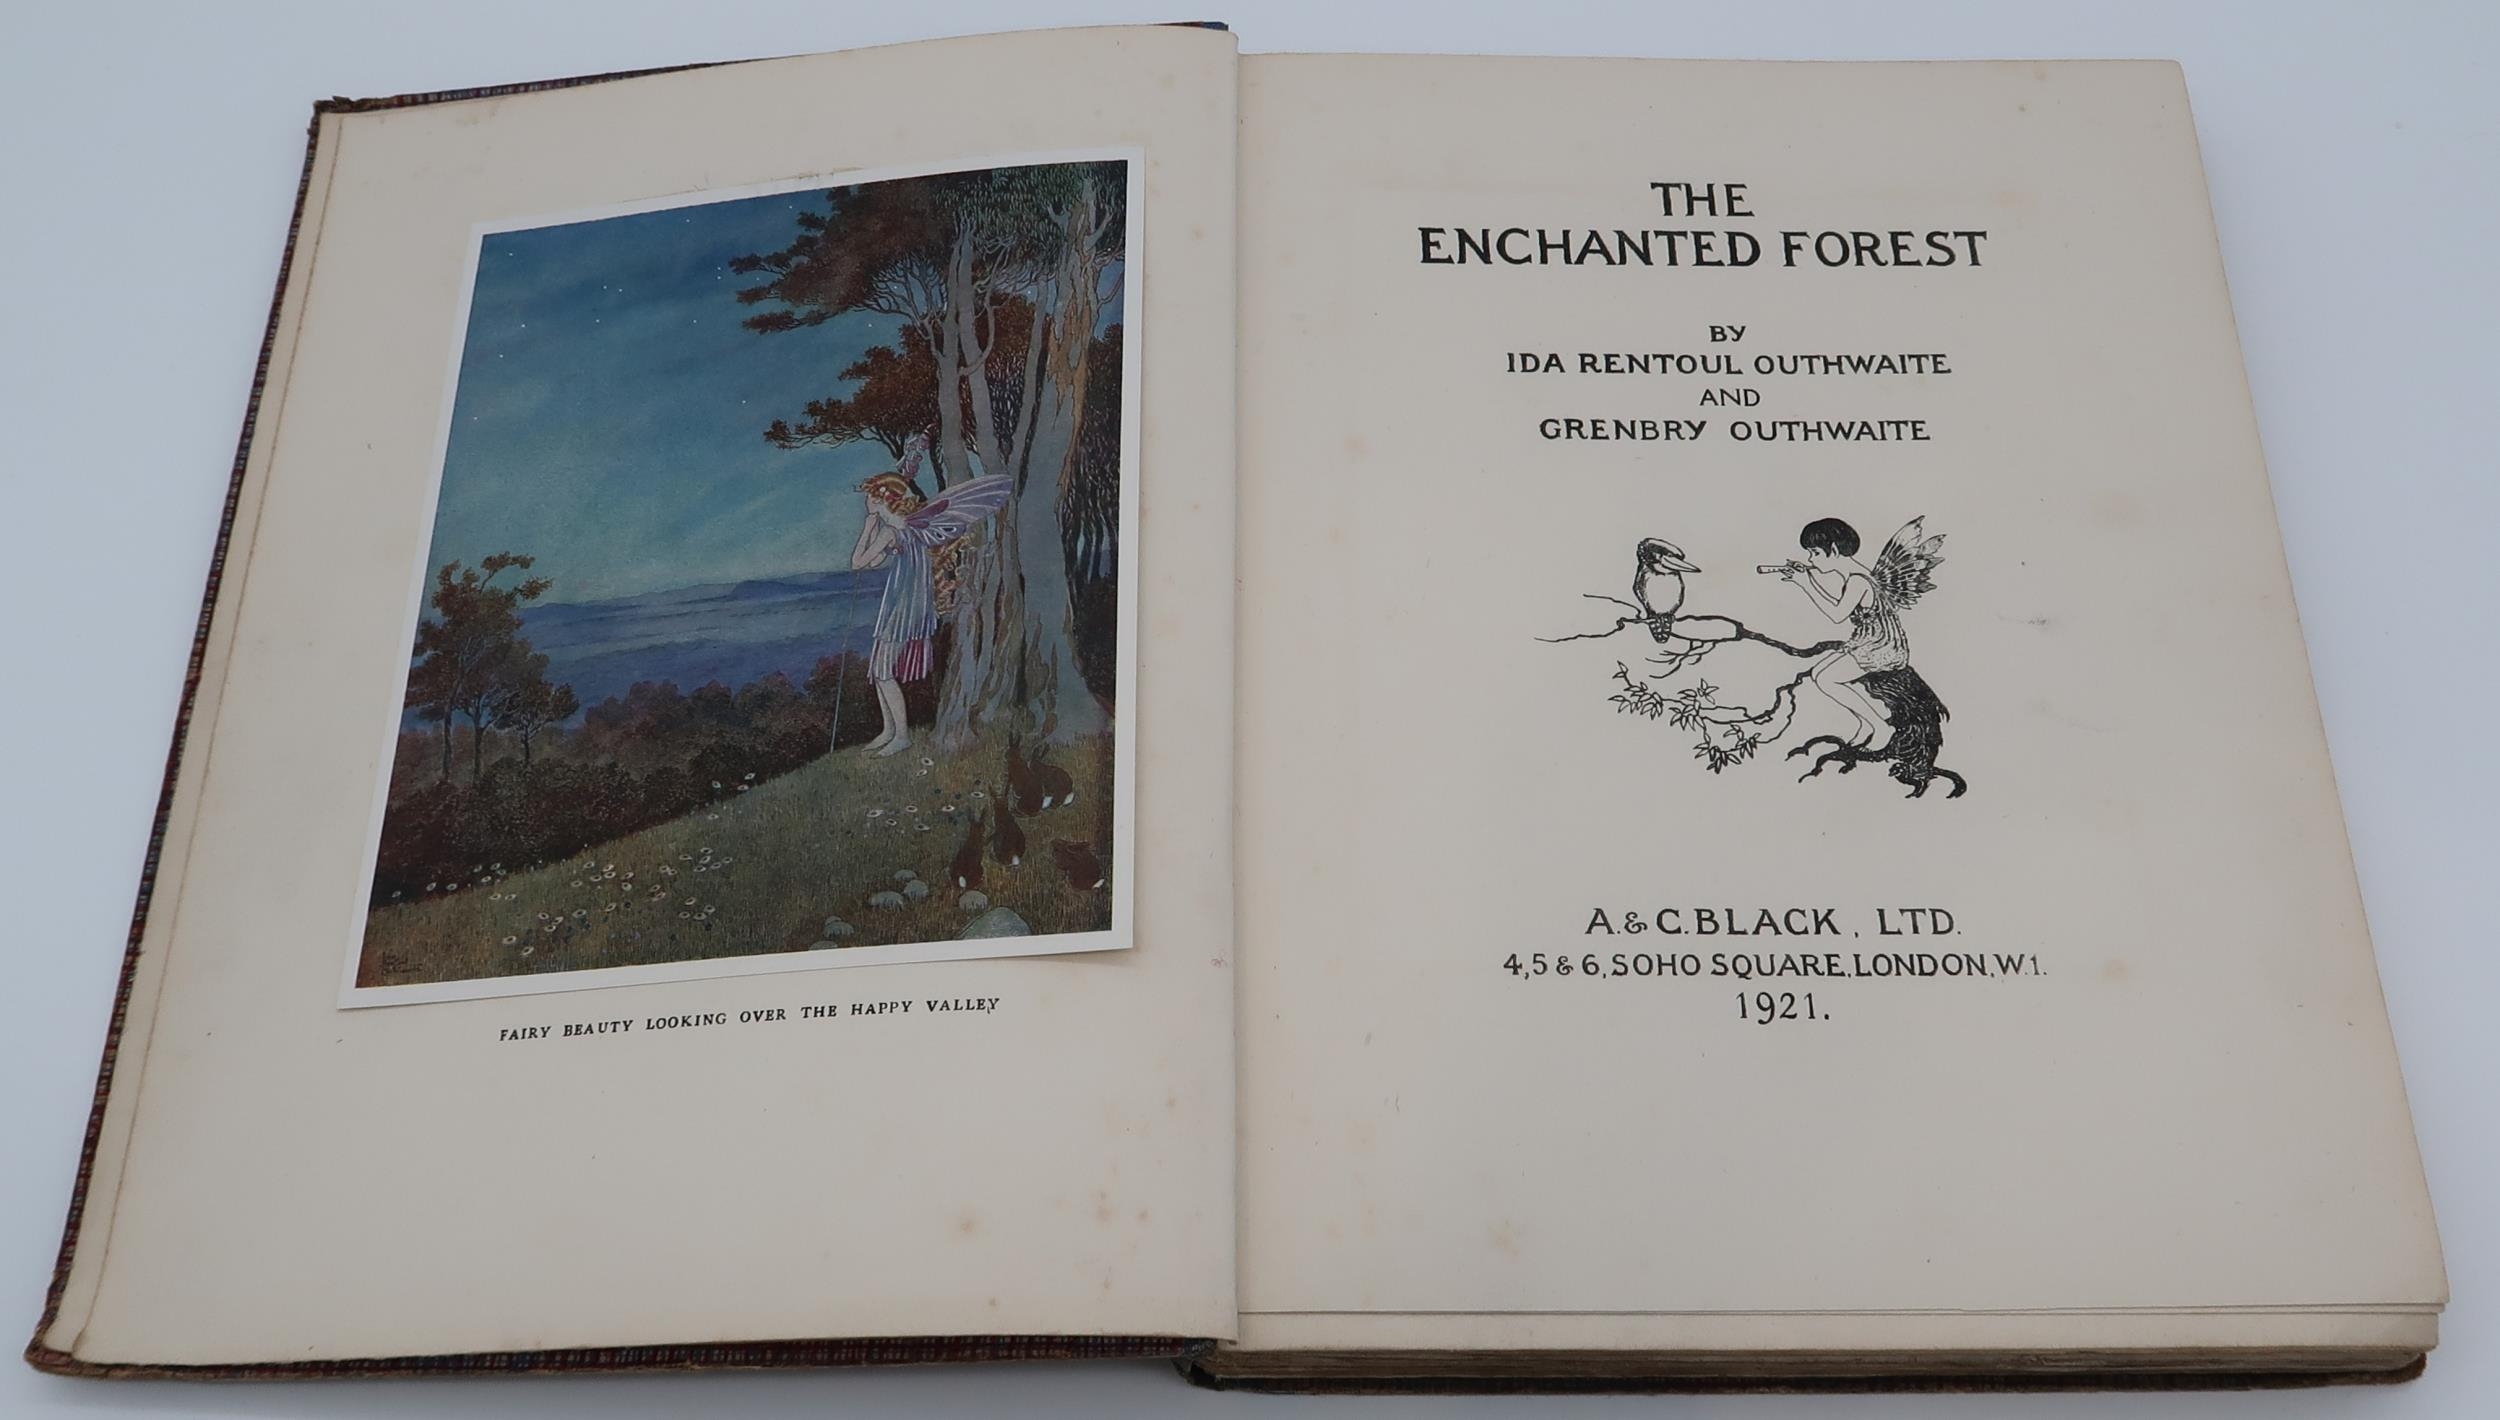 FAIRY BEAUTY LOOKING OVER THE HAPPY VALLEY
THE
ENCHANTED FOREST
BY
IDA RENTOUL OUTHWAITE
AND
GRENBRY OUTHWAITE
A. & C. BLACK, LTD.
4, 5 & 6, SOHO SQUARE, LONDON, W.1.
1921.